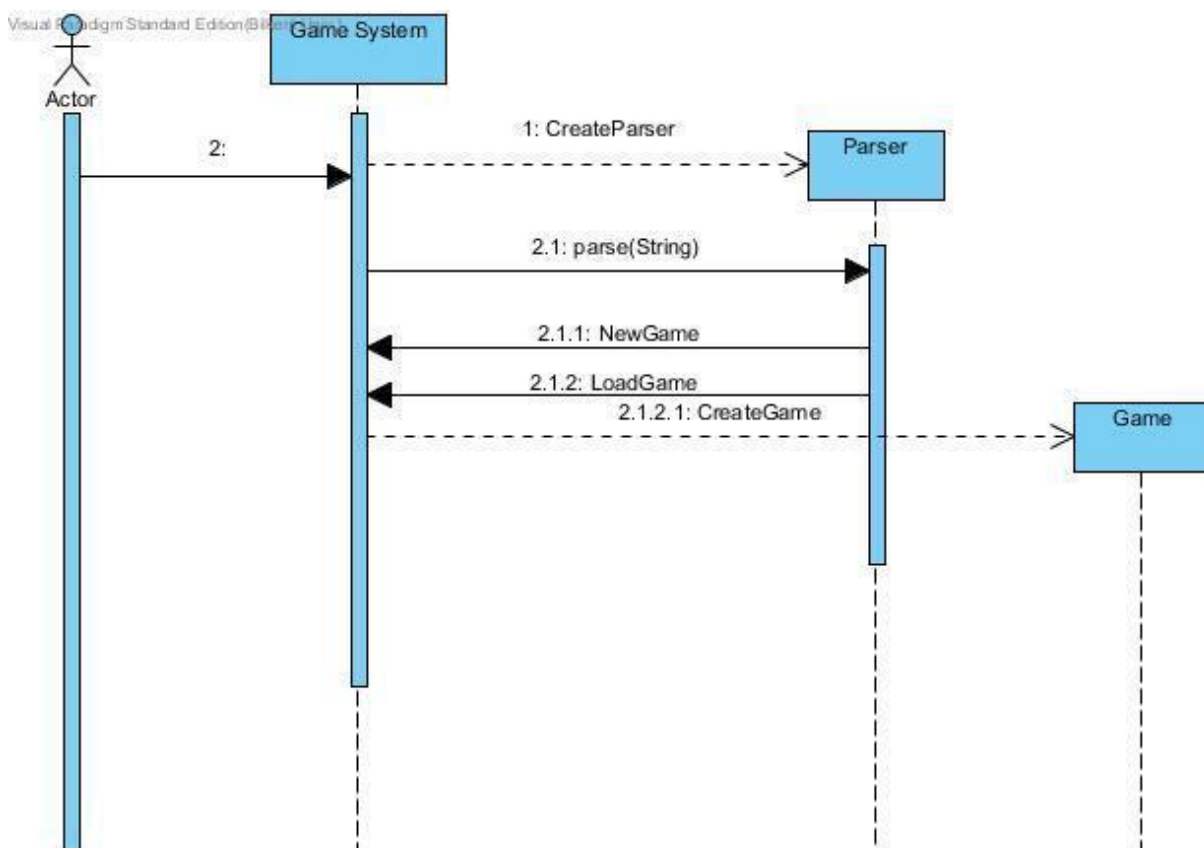 Visual Paradigm Standard Edition(Bilkent
Game System
Actor
1: CreateParser
2:
Parser
2.1: parse(String)
2.1.1: NewGame
2.1.2: LoadGame
2.1.2.1: CreateGame
Game